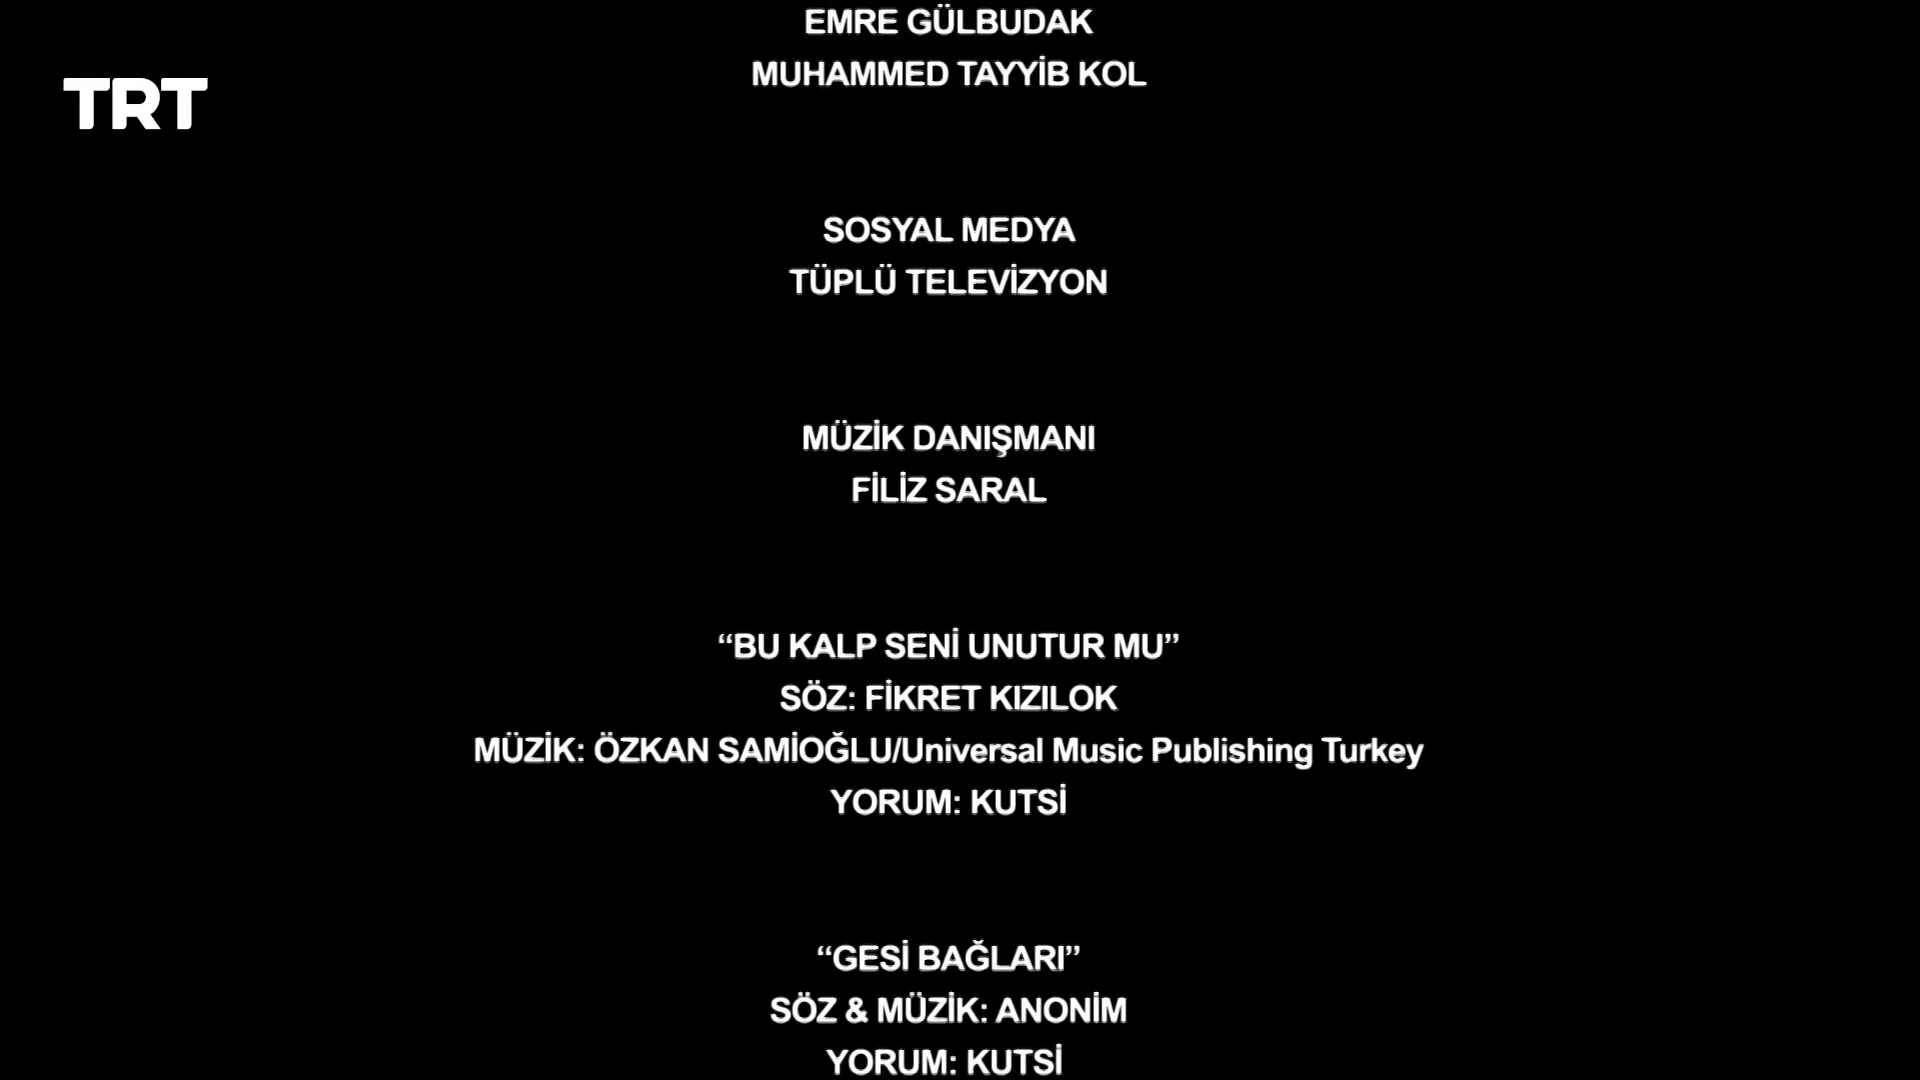 EMRE GÜLBUDAK
MUHAMMED TAYYİB KOL
TRT
SOSYAL MEDYA
TÜPLÜ TELEVİZYON
MÜZİK DANIŞMANI
FİLİZ SARAL
“BU KALP SENİ UNUTUR MU”
SÖZ: FİKRET KIZILOK
MÜZİK: ÖZKAN SAMİOĞLU/Universal Music Publishing Turkey
YORUM: KUTSİ
“GESİ BAĞLARI”
SÖZ & MÜZİK: ANONİM
YORUM: KUTSİ